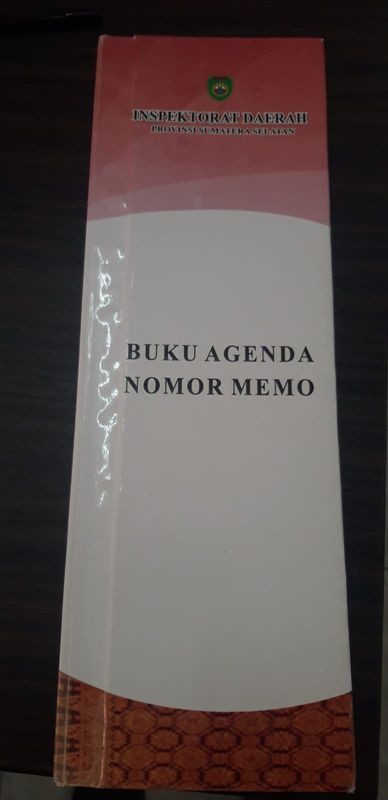 INSPEKTORAT DAERAH
PROVINSI SUMATERA SELATAN
BUKU AGENDA
NOMOR MEMO